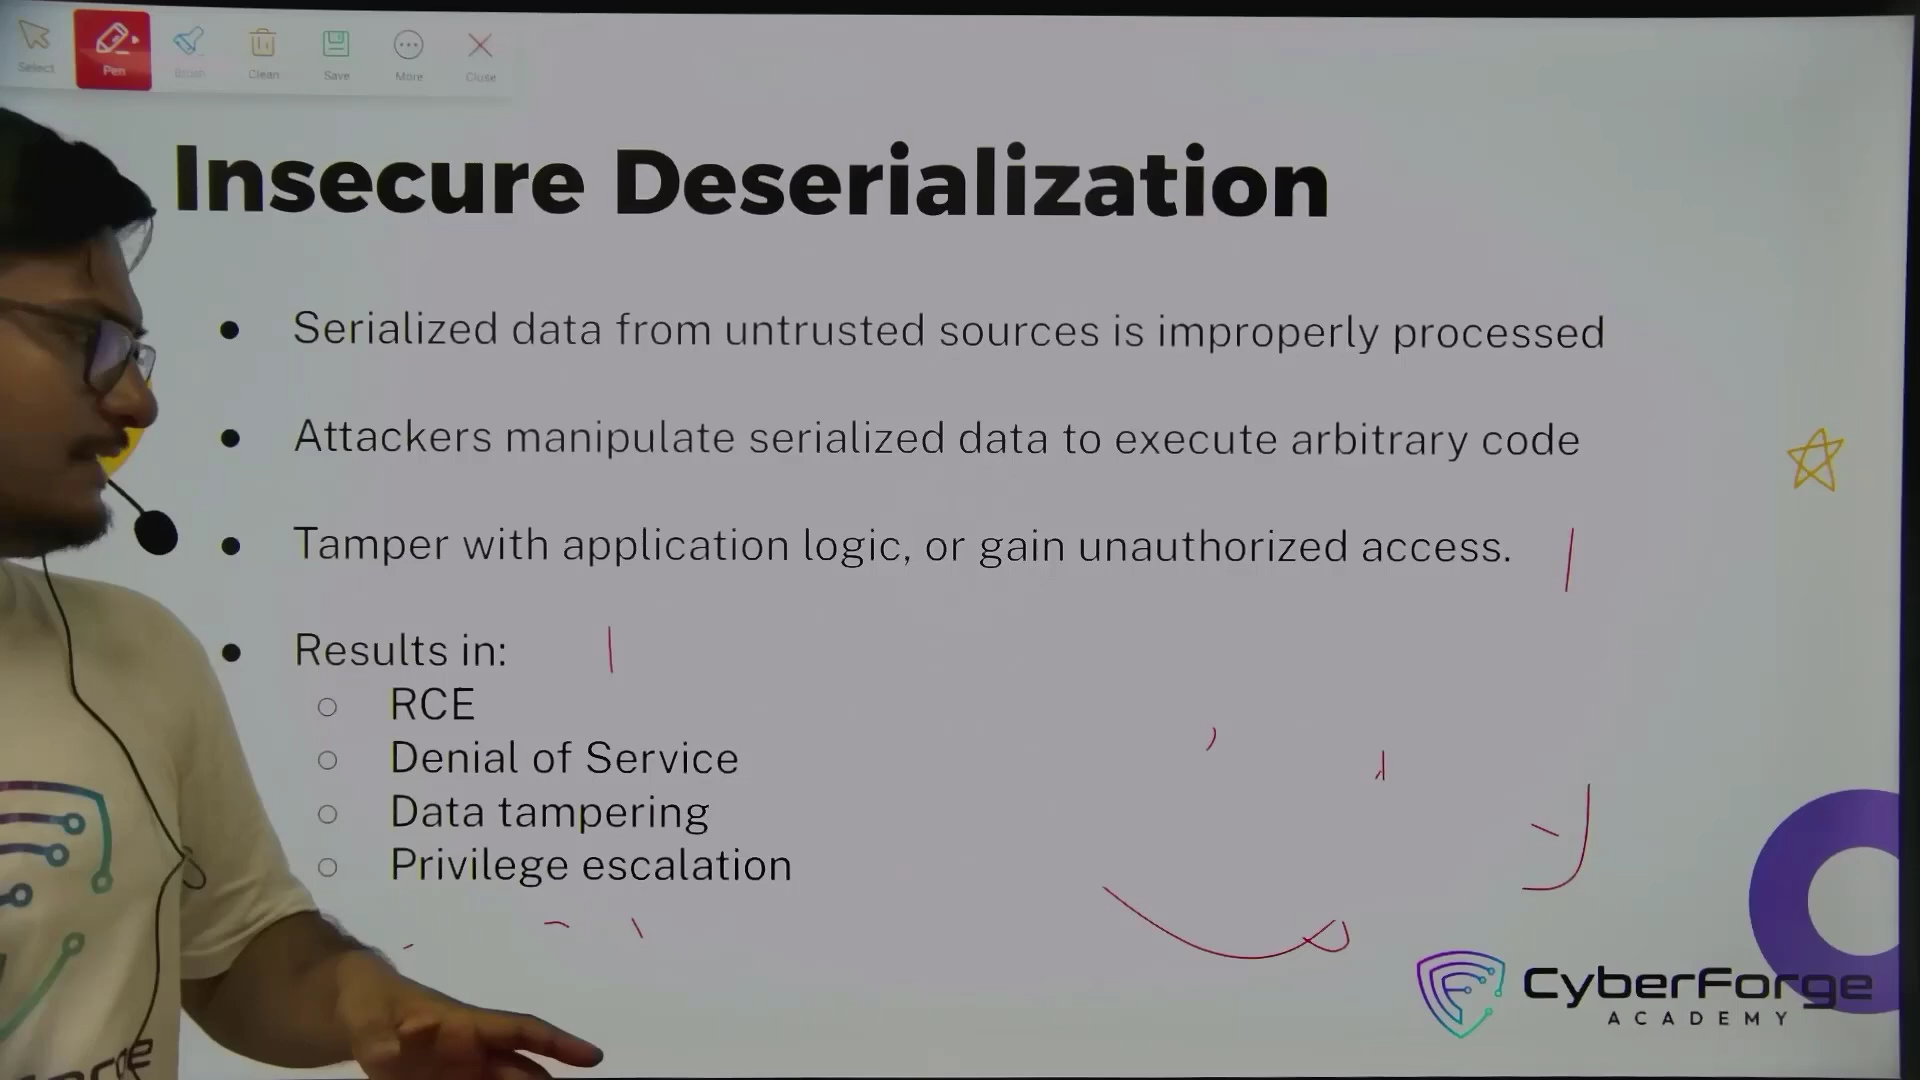 Select Pen Brush Clean Save More Close
Insecure Deserialization
● Serialized data from untrusted sources is improperly processed
● Attackers manipulate serialized data to execute arbitrary code
● Tamper with application logic, or gain unauthorized access.
● Results in:
○ RCE
○ Denial of Service
○ Data tampering
○ Privilege escalation
CyberForge
ACADEMY